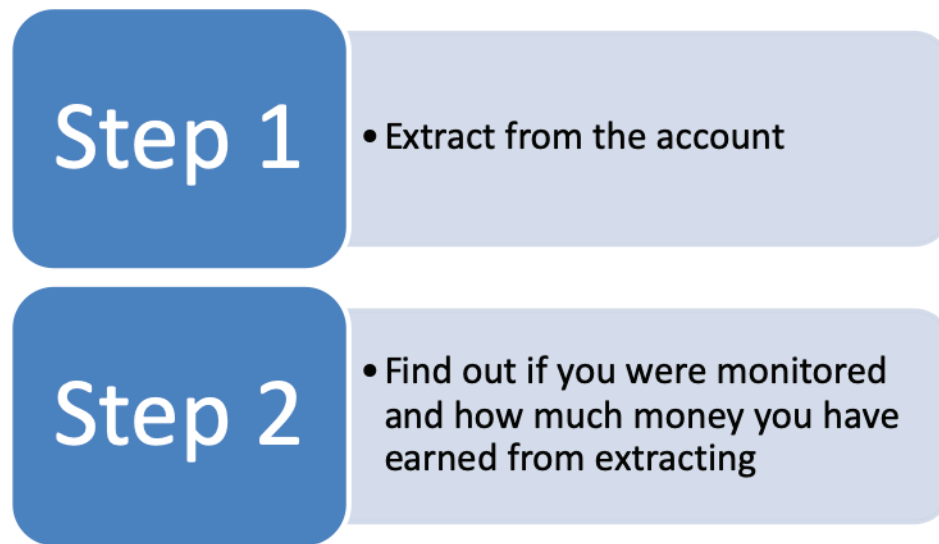 Step 1
• Extract from the account
Step 2
• Find out if you were monitored
and how much money you have
earned from extracting